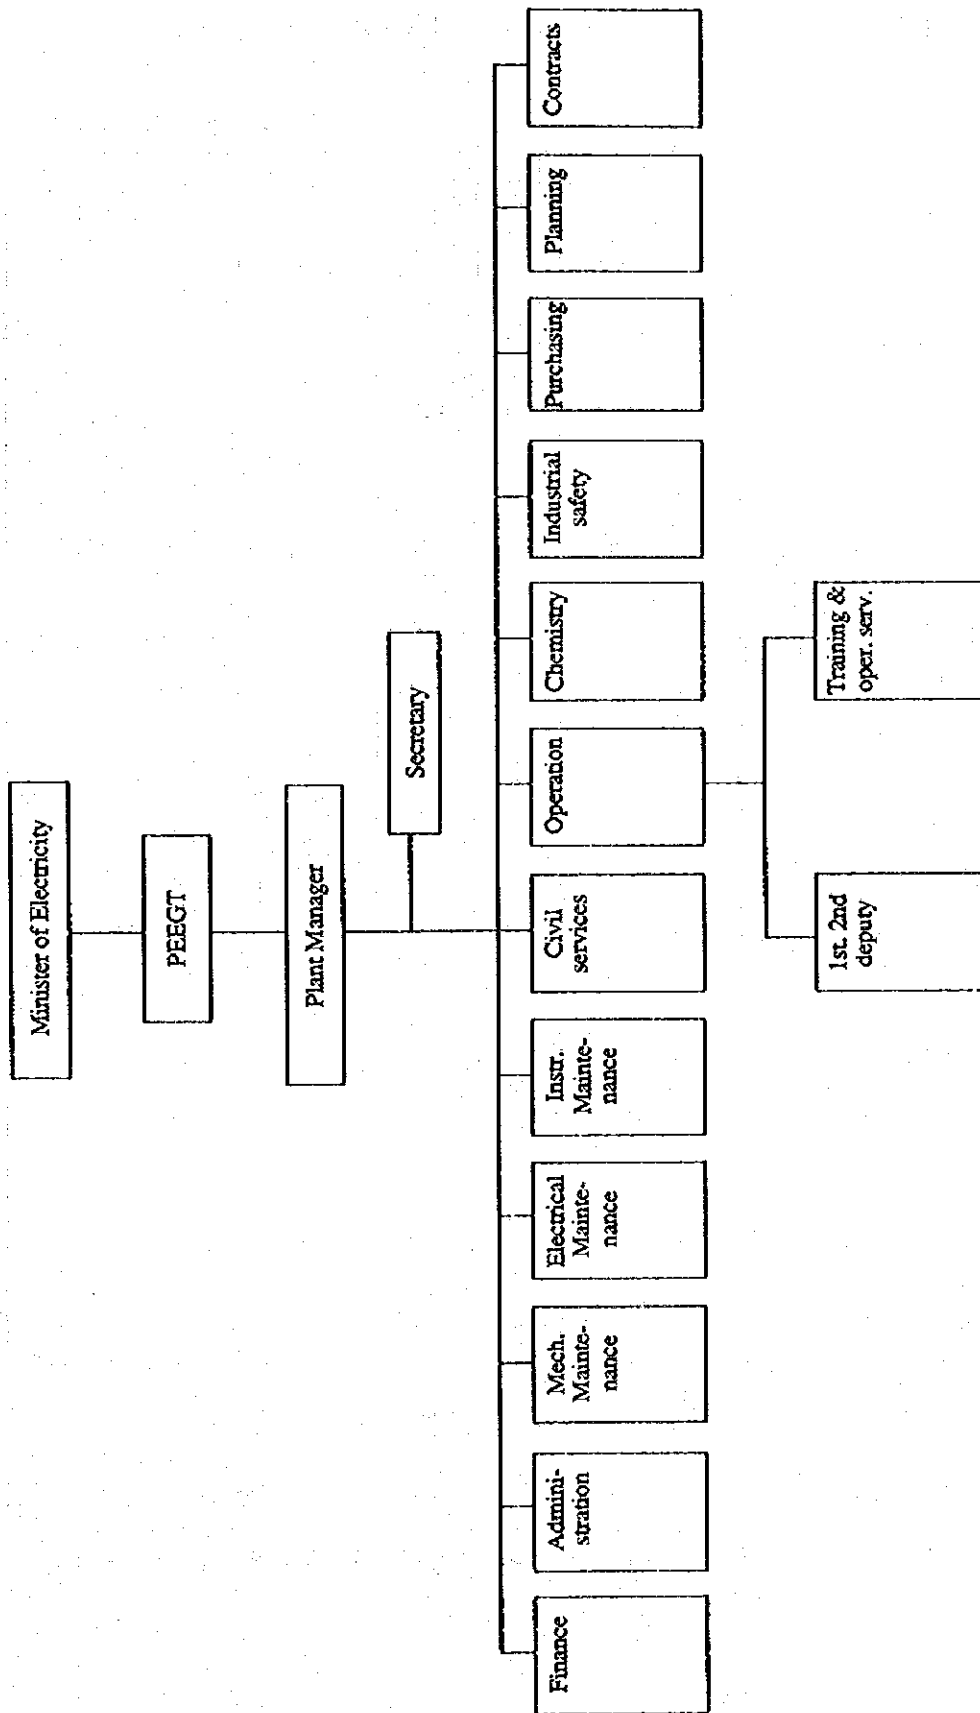 Minister of Electricity
PEEGT
Plant Manager
Secretary
Finance
Admini-
stration
Mech.
Mainte-
nance
Electrical
Mainte-
nance
Instr.
Mainte-
nance
Civil
services
Operation
Chemistry
Industrial
safety
Purchasing
Planning
Contracts
1st. 2nd
deputy
Training &
oper. serv.